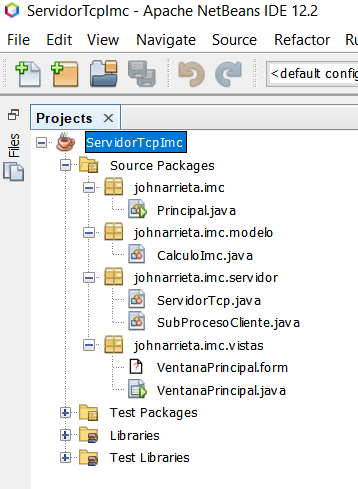 ServidorTcpImc - Apache NetBeans IDE 12.2
File Edit View Navigate Source Refactor
<default config
Projects
Files
ServidorTcpImc
Source Packages
johnarrieta.imc
Principal.java
johnarrieta.imc.modelo
CalculoImc.java
johnarrieta.imc.servidor
ServidorTcp.java
SubProcesoCliente.java
johnarrieta.imc.vistas
VentanaPrincipal.form
VentanaPrincipal.java
Test Packages
Libraries
Test Libraries